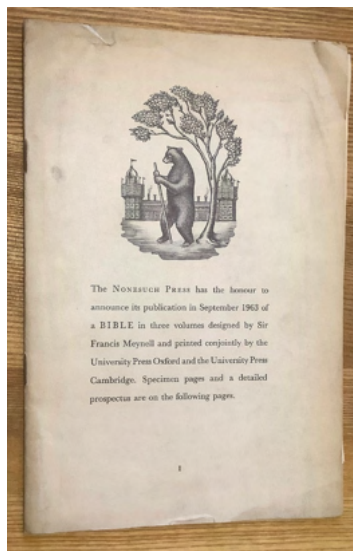 The NONESUCH PRESS has the honour to
announce its publication in September 1963 of
a BIBLE in three volumes designed by Sir
Francis Meynell and printed conjointly by the
University Press Oxford and the University Press
Cambridge. Specimen pages and a detailed
prospectus are on the following pages.
1